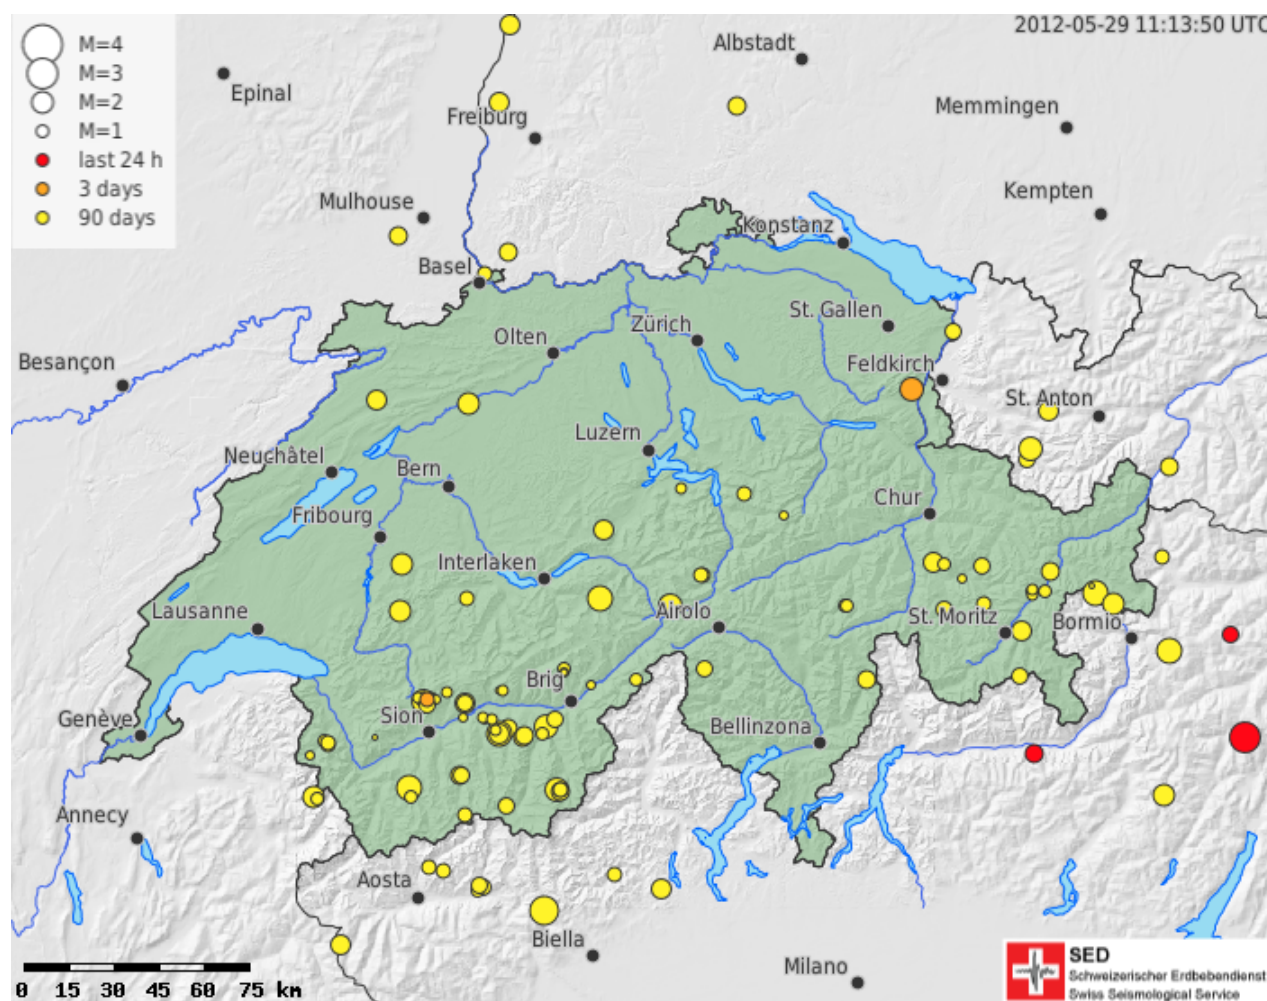 2012-05-29 11:13:50 UTC
M=4
M=3
M=2
M=1
last 24 h
3 days
90 days
Albstadt
Epinal
Memmingen
Freiburg
Kempten
Mulhouse
Konstanz
Basel
St. Gallen
Zürich
Olten
Besançon
Feldkirch
St. Anton
Luzern
Neuchâtel
Bern
Chur
Fribourg
Interlaken
Lausanne
Airolo
St. Moritz
Bormio
Brig
Genève
Sion
Bellinzona
Annecy
Aosta
Biella
Milano
0 15 30 45 60 75 km
SED
Schweizerischer Erdbebendienst
Swiss Seismological Service